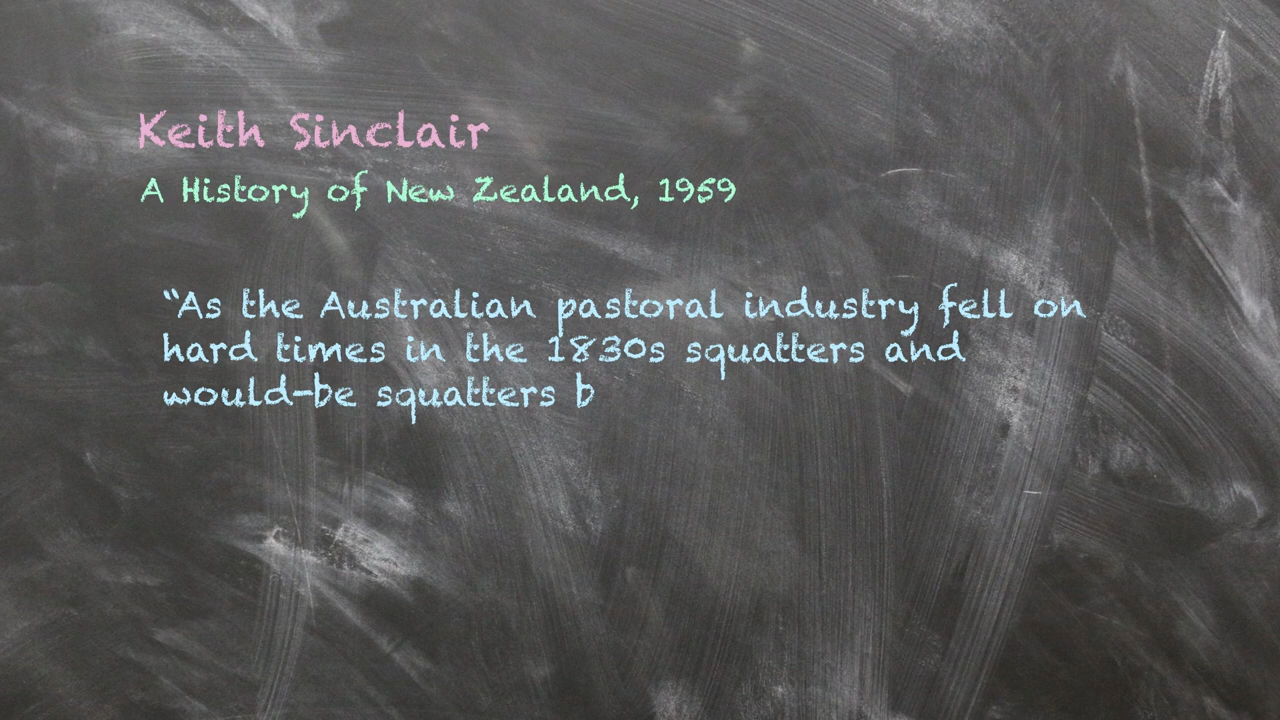 Keith Sinclair
A History of New Zealand, 1959
“As the Australian pastoral industry fell on
hard times in the 1830s squatters and
would-be squatters b